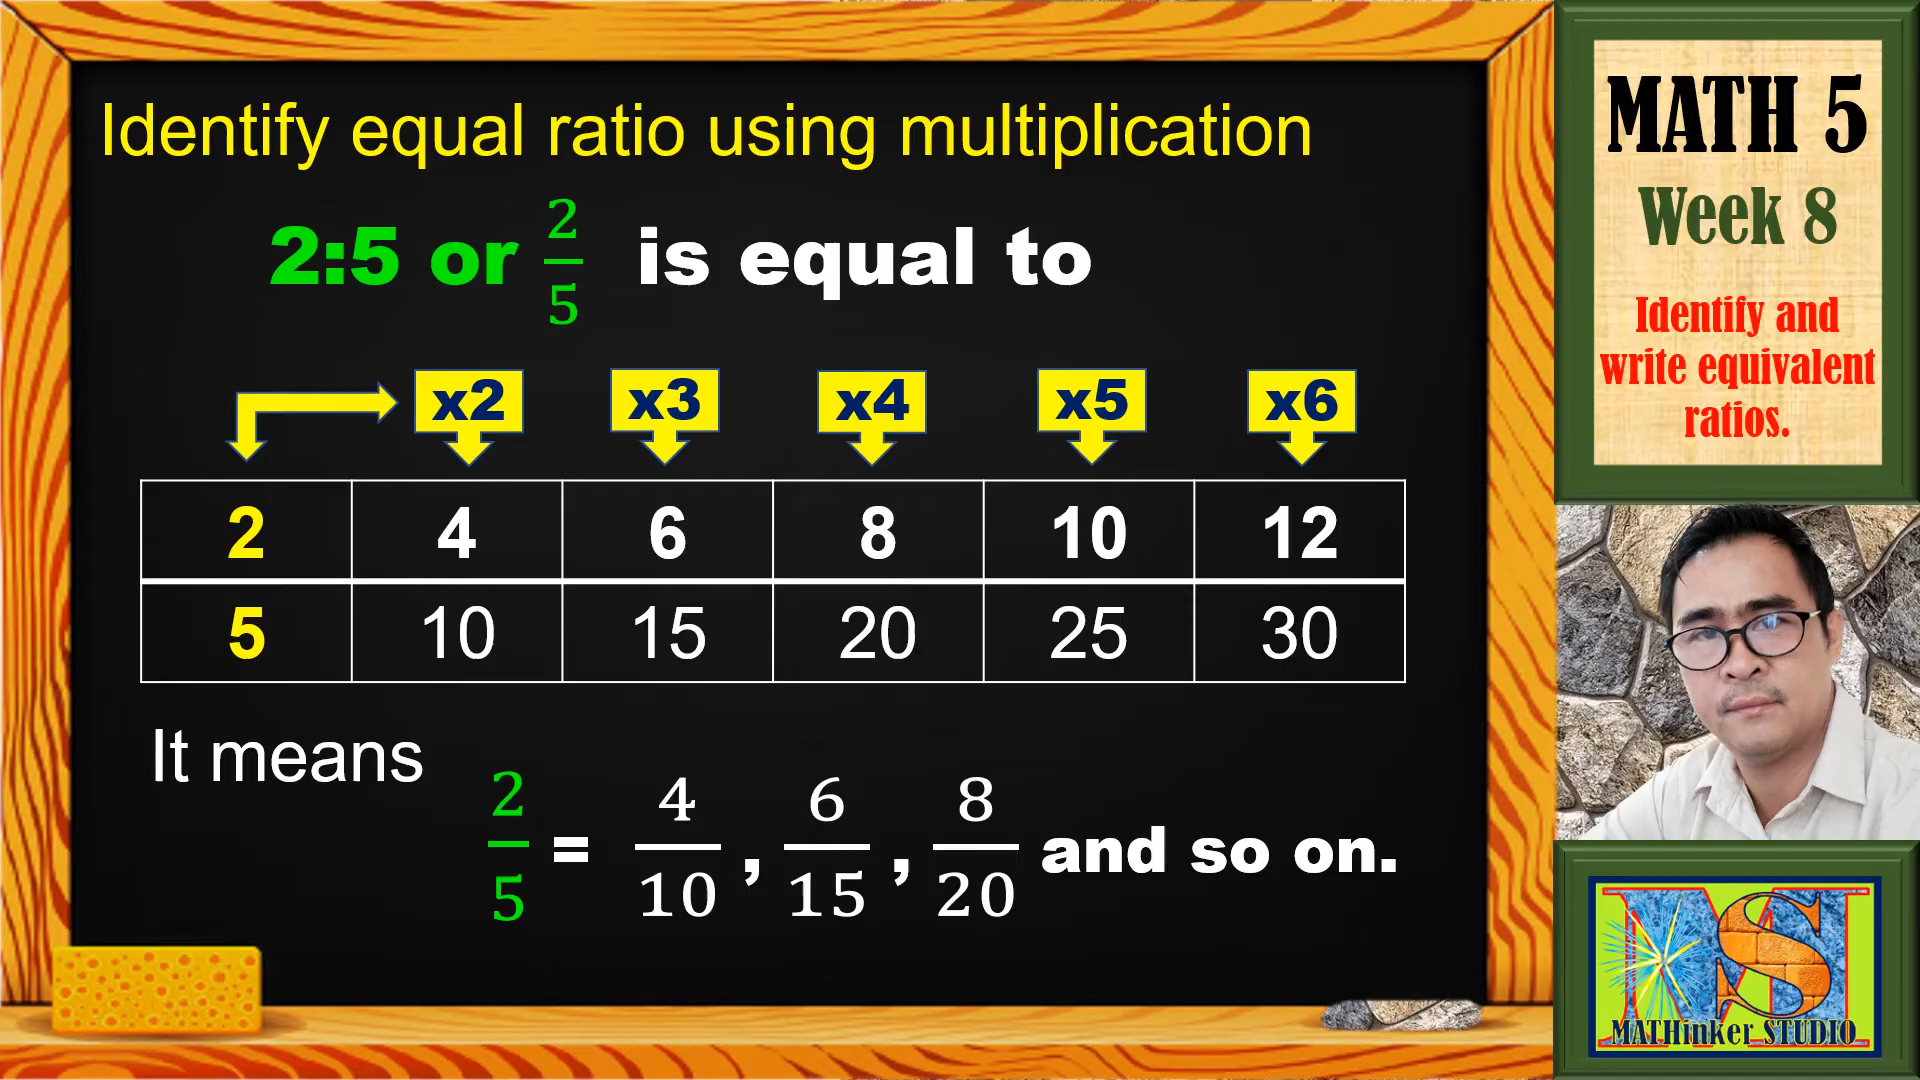 Identify equal ratio using multiplication
2:5 or 2/5 is equal to
x2 x3 x4 x5 x6
2 4 6 8 10 12
5 10 15 20 25 30
It means
2/5 = 4/10 , 6/15 , 8/20 and so on.
MATH 5
Week 8
Identify and
write equivalent
ratios.
MS
MATHinker STUDIO